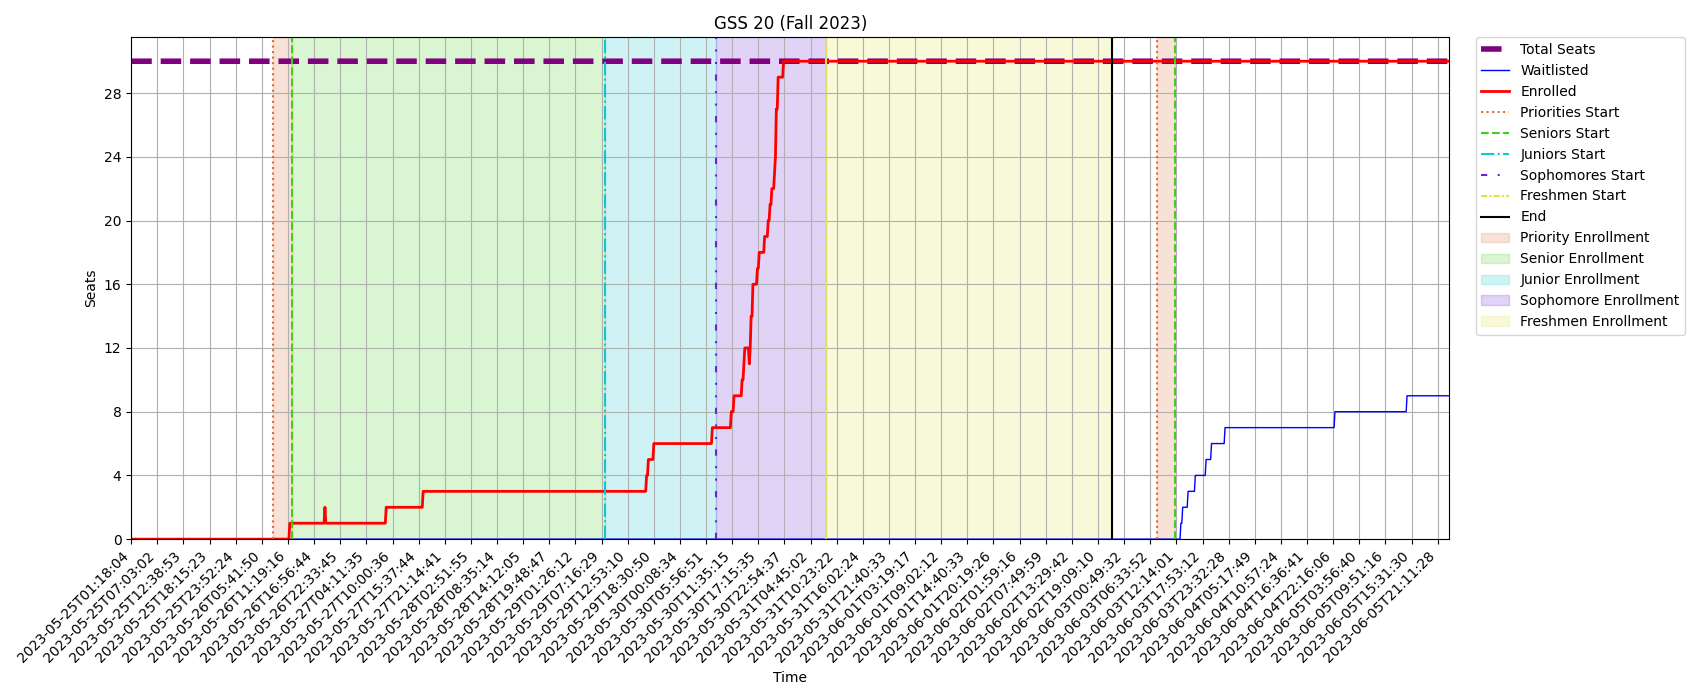 GSS 20 (Fall 2023)
Seats
28
24
20
16
12
8
4
0
2023-05-25T01:18:04
2023-05-25T07:03:02
2023-05-25T12:38:53
2023-05-25T18:15:23
2023-05-25T23:52:24
2023-05-26T05:41:50
2023-05-26T11:19:16
2023-05-26T16:56:44
2023-05-26T22:33:45
2023-05-27T04:11:35
2023-05-27T10:00:36
2023-05-27T15:37:44
2023-05-27T21:14:41
2023-05-28T02:51:55
2023-05-28T08:35:14
2023-05-28T14:12:05
2023-05-28T19:48:47
2023-05-29T01:26:12
2023-05-29T07:16:29
2023-05-29T12:53:10
2023-05-29T18:30:50
2023-05-30T00:08:34
2023-05-30T05:56:51
2023-05-30T11:35:15
2023-05-30T17:15:35
2023-05-30T22:54:37
2023-05-31T04:45:02
2023-05-31T10:23:22
2023-05-31T16:02:24
2023-05-31T21:40:33
2023-06-01T03:19:17
2023-06-01T09:02:12
2023-06-01T14:40:33
2023-06-01T20:19:26
2023-06-02T01:59:16
2023-06-02T07:49:59
2023-06-02T13:29:42
2023-06-02T19:09:10
2023-06-03T00:49:32
2023-06-03T06:33:52
2023-06-03T12:14:01
2023-06-03T17:53:12
2023-06-03T23:32:28
2023-06-04T05:17:49
2023-06-04T10:57:24
2023-06-04T16:36:41
2023-06-04T22:16:06
2023-06-05T03:56:40
2023-06-05T09:51:16
2023-06-05T15:31:30
2023-06-05T21:11:28
Time
Total Seats
Waitlisted
Enrolled
Priorities Start
Seniors Start
Juniors Start
Sophomores Start
Freshmen Start
End
Priority Enrollment
Senior Enrollment
Junior Enrollment
Sophomore Enrollment
Freshmen Enrollment